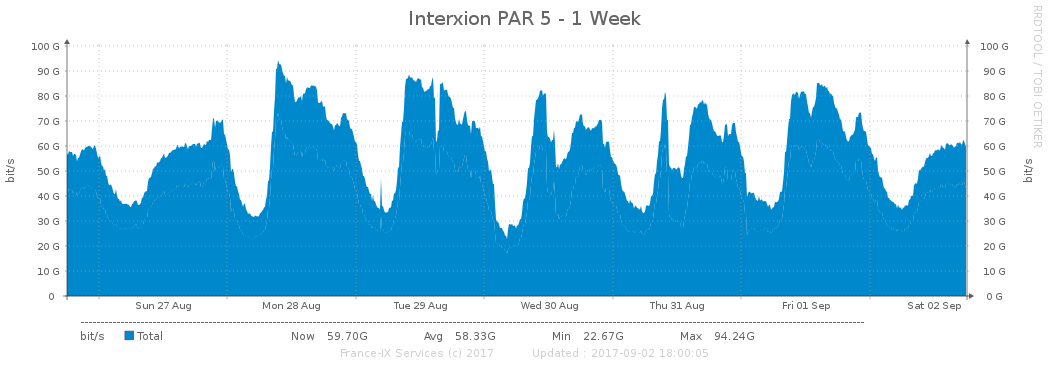 Interxion PAR 5 - 1 Week
RRDTOOL / TOBI OETIKER
bit/s
100 G
90 G
80 G
70 G
60 G
50 G
40 G
30 G
20 G
10 G
0
100 G
90 G
80 G
70 G
60 G
50 G
40 G
30 G
20 G
10 G
0 G
bit/s
Sun 27 Aug Mon 28 Aug Tue 29 Aug Wed 30 Aug Thu 31 Aug Fri 01 Sep Sat 02 Sep
bit/s Total Now 59.70G Avg 58.33G Min 22.67G Max 94.24G
France-IX Services (c) 2017 Updated : 2017-09-02 18:00:05